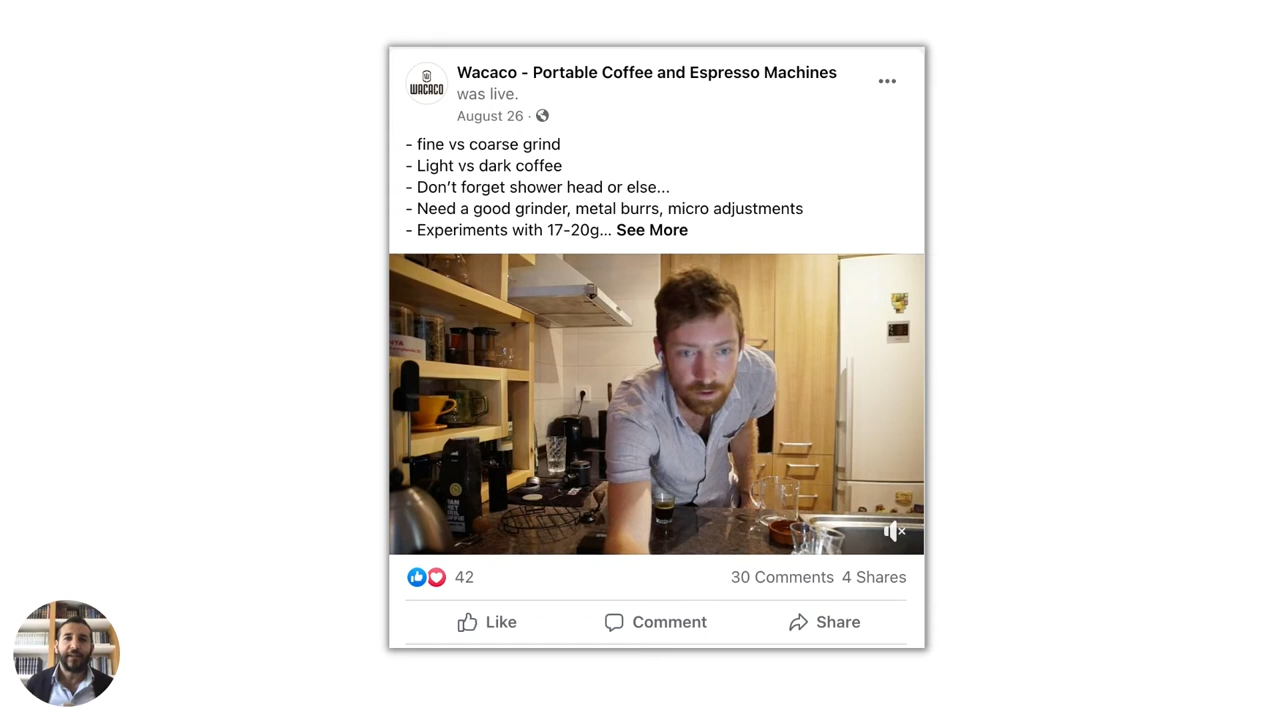 WACACO
Wacaco - Portable Coffee and Espresso Machines
was live.
August 26 ·
- fine vs coarse grind
- Light vs dark coffee
- Don't forget shower head or else...
- Need a good grinder, metal burrs, micro adjustments
- Experiments with 17-20g... See More
42
30 Comments 4 Shares
Like
Comment
Share